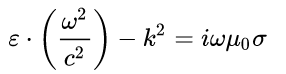 ε · (ω²/c²) − k² = iωμ₀σ